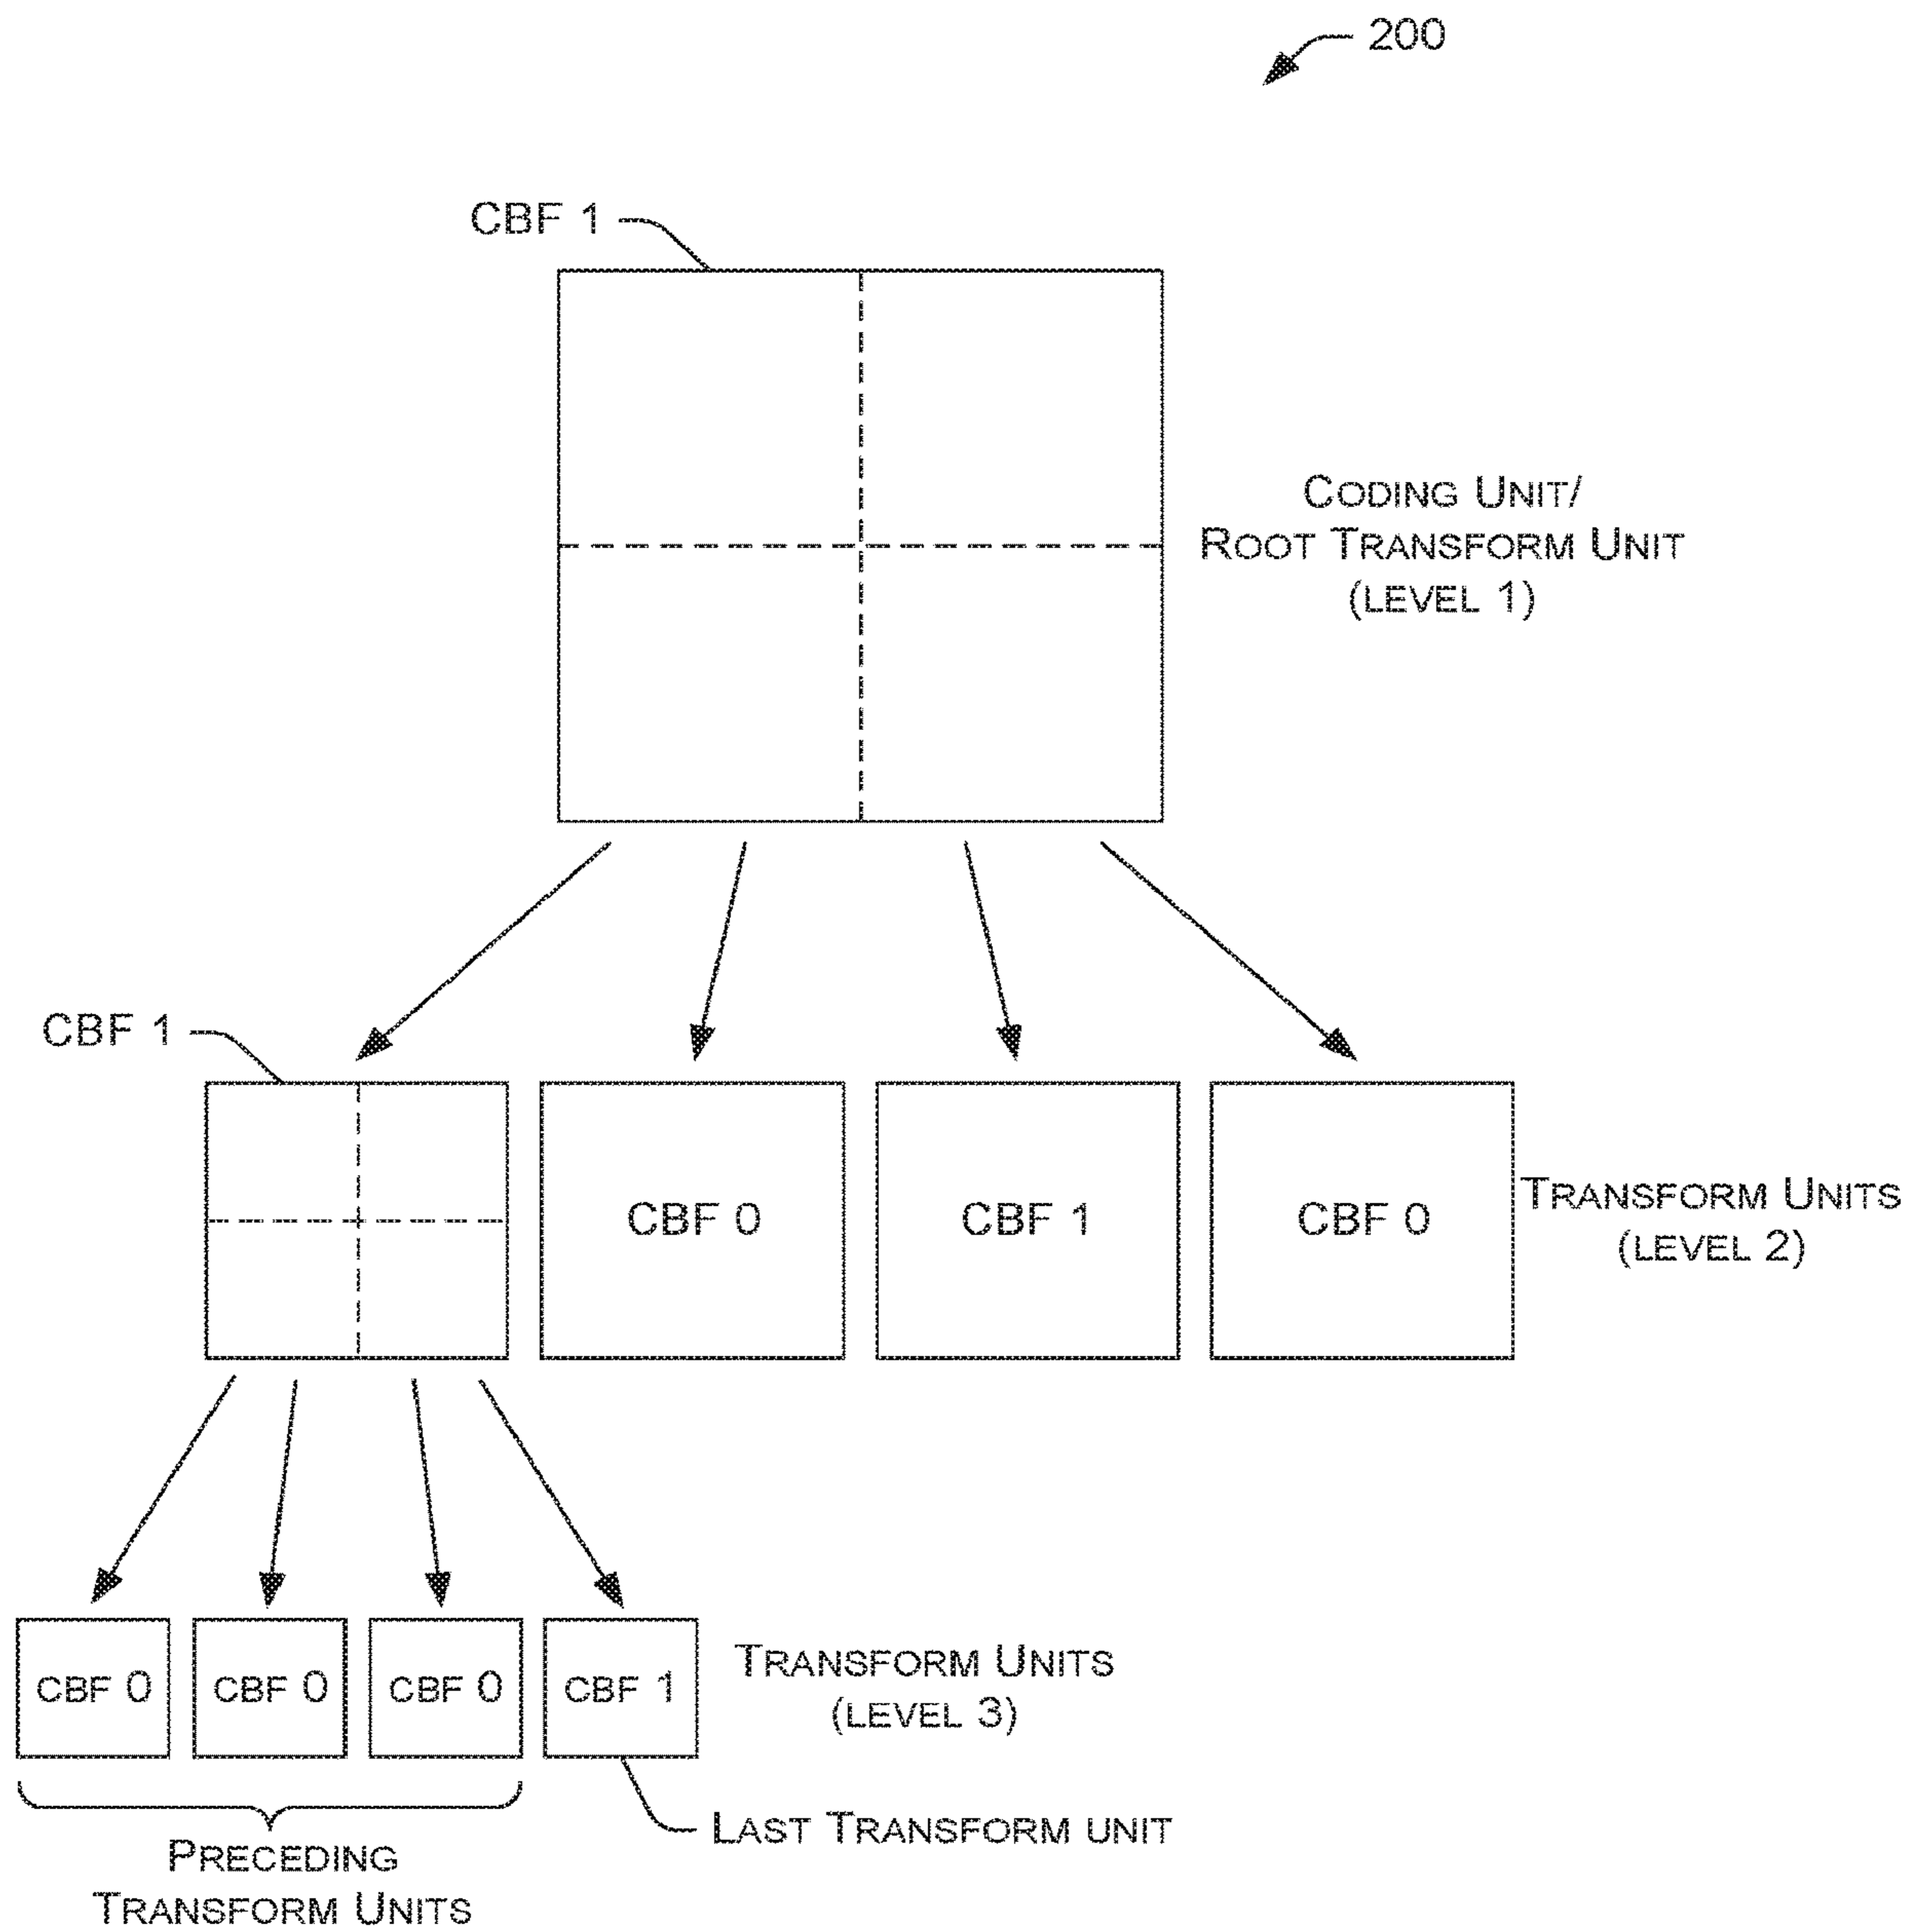 200
CBF 1
CODING UNIT/
ROOT TRANSFORM UNIT
(LEVEL 1)
CBF 1
CBF 0
CBF 1
CBF 0
TRANSFORM UNITS
(LEVEL 2)
CBF 0
CBF 0
CBF 0
CBF 1
TRANSFORM UNITS
(LEVEL 3)
LAST TRANSFORM UNIT
PRECEDING
TRANSFORM UNITS